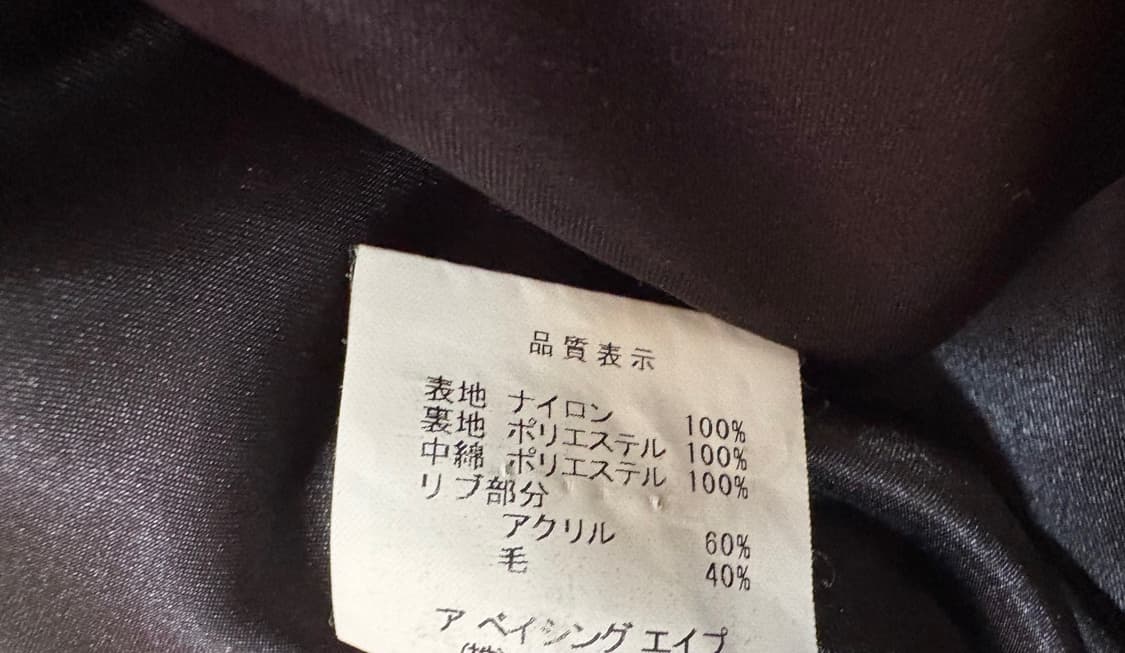 品質表示
表地 ナイロン 100%
裏地 ポリエステル 100%
中綿 ポリエステル 100%
リブ部分
アクリル 60%
毛 40%
ア ベイシング エイプ